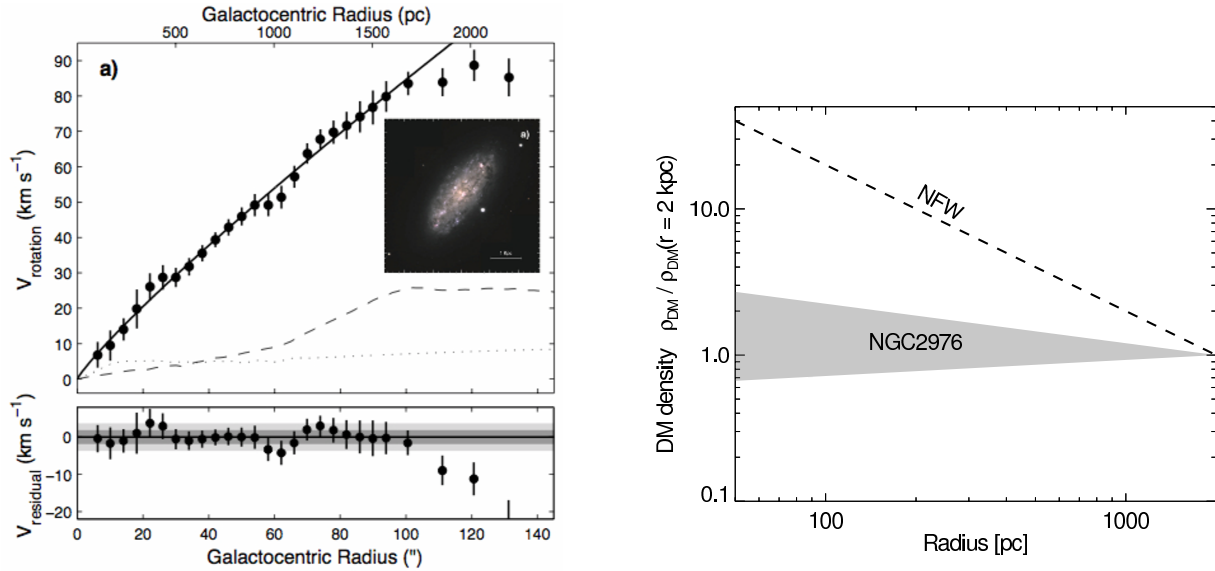 Galactocentric Radius (pc)
500 1000 1500 2000
a)
90
80
70
60
50
40
30
20
10
0
V rotation (km s⁻¹)
a)
1 Kpc
0
-10
-20
V residual (km s⁻¹)
0 20 40 60 80 100 120 140
Galactocentric Radius (")
DM density ρDM / ρDM(r = 2 kpc)
10.0
1.0
0.1
NFW
NGC2976
100 1000
Radius [pc]